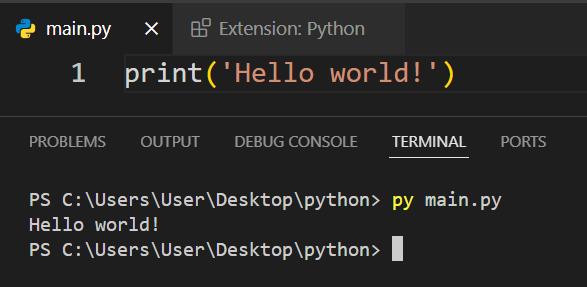 main.py Extension: Python
1 print('Hello world!')
PROBLEMS OUTPUT DEBUG CONSOLE TERMINAL PORTS
PS C:\Users\User\Desktop\python> py main.py
Hello world!
PS C:\Users\User\Desktop\python>